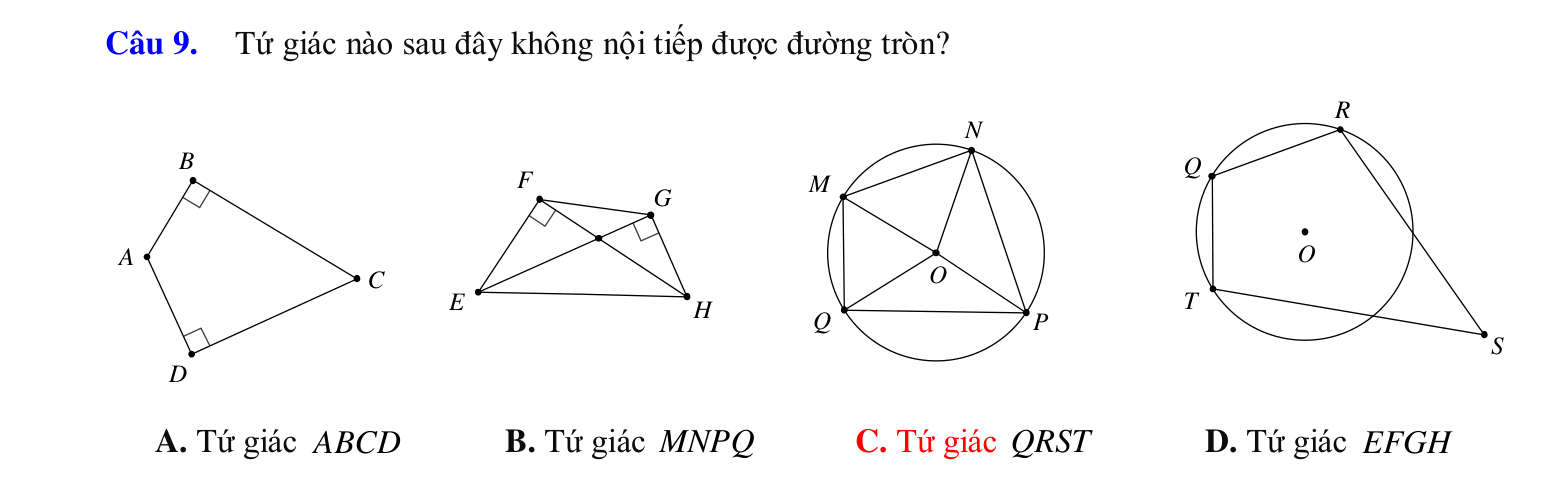 Câu 9. Tứ giác nào sau đây không nội tiếp được đường tròn?
R
N
B
F
Q
M
G
A
O
C
O
E
T
H
Q
P
S
D
A. Tứ giác ABCD B. Tứ giác MNPQ C. Tứ giác QRST D. Tứ giác EFGH